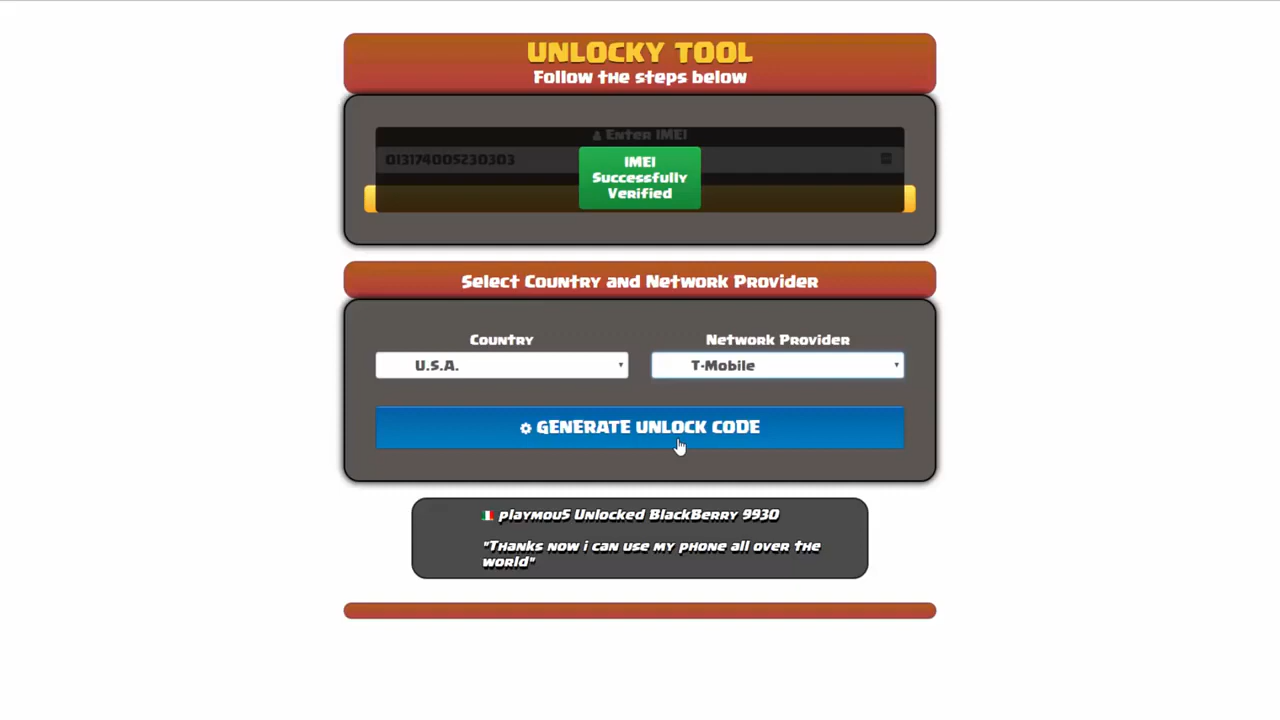 UNLOCKY TOOL
Follow the steps below
Enter IMEI
013174005230303
IMEI
Successfully
Verified
Select Country and Network Provider
Country
Network Provider
U.S.A.
T-Mobile
GENERATE UNLOCK CODE
playmou5 Unlocked BlackBerry 9930
"Thanks now i can use my phone all over the
world"